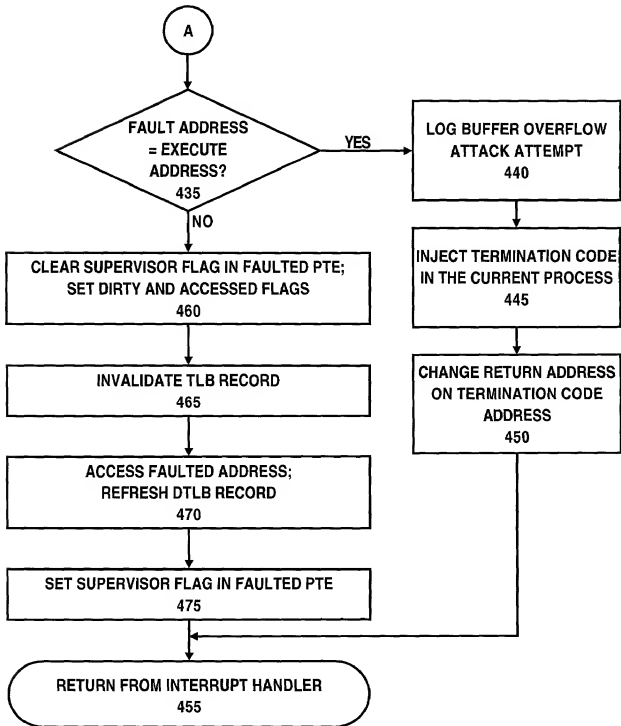 A
FAULT ADDRESS
= EXECUTE
ADDRESS?
435
YES
NO
LOG BUFFER OVERFLOW
ATTACK ATTEMPT
440
INJECT TERMINATION CODE
IN THE CURRENT PROCESS
445
CHANGE RETURN ADDRESS
ON TERMINATION CODE
ADDRESS
450
CLEAR SUPERVISOR FLAG IN FAULTED PTE;
SET DIRTY AND ACCESSED FLAGS
460
INVALIDATE TLB RECORD
465
ACCESS FAULTED ADDRESS;
REFRESH DTLB RECORD
470
SET SUPERVISOR FLAG IN FAULTED PTE
475
RETURN FROM INTERRUPT HANDLER
455